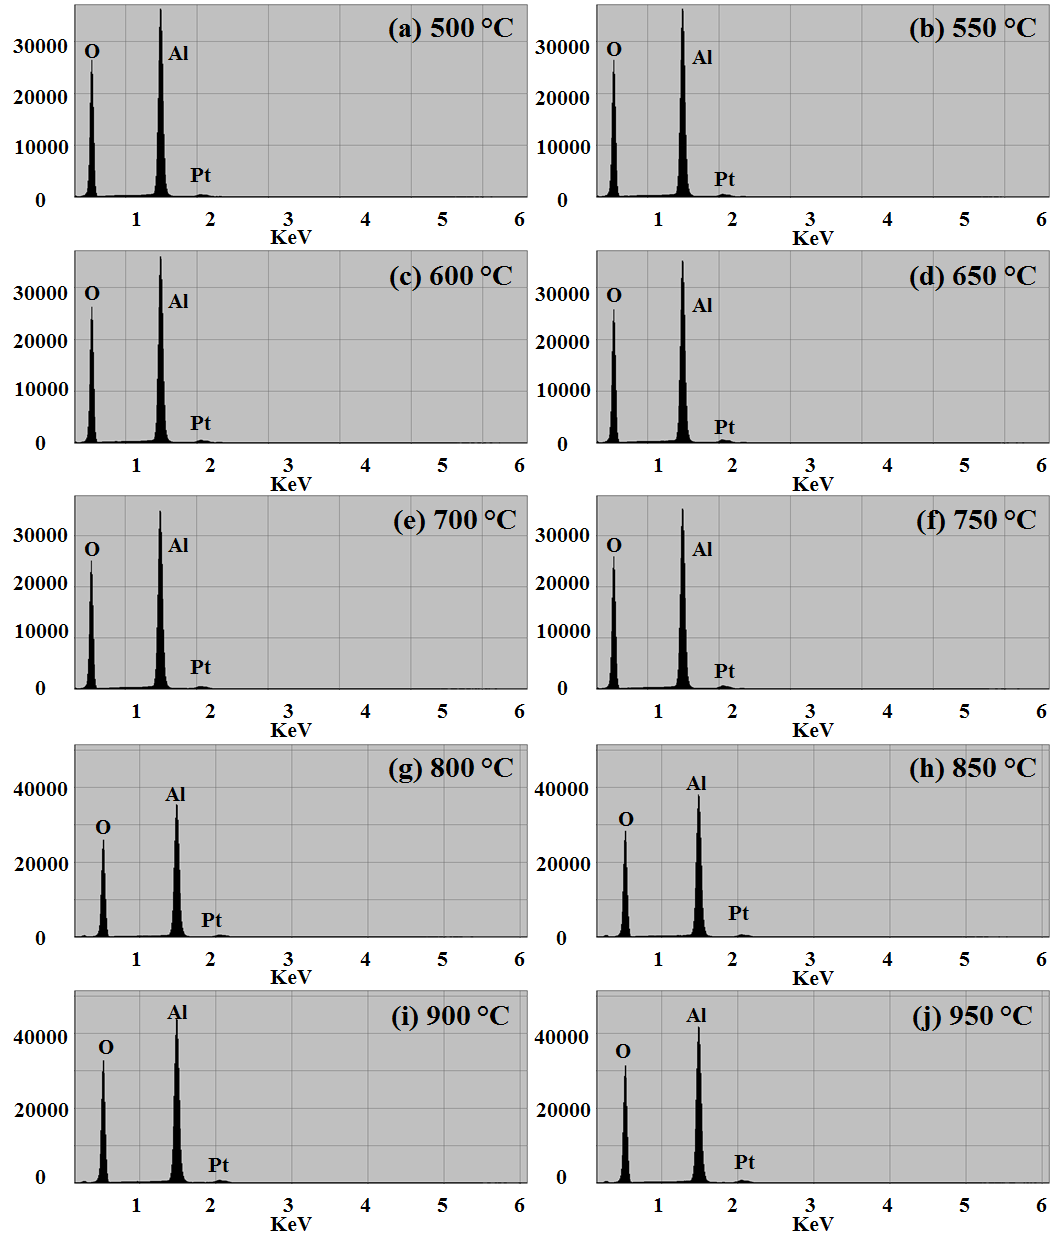 (a) 500 °C
30000
20000
10000
0
O
Al
Pt
1 2 3 4 5 6
KeV
(b) 550 °C
30000
20000
10000
0
O
Al
Pt
1 2 3 4 5 6
KeV
(c) 600 °C
30000
20000
10000
0
O
Al
Pt
1 2 3 4 5 6
KeV
(d) 650 °C
30000
20000
10000
0
O
Al
Pt
1 2 3 4 5 6
KeV
(e) 700 °C
30000
20000
10000
0
O
Al
Pt
1 2 3 4 5 6
KeV
(f) 750 °C
30000
20000
10000
0
O
Al
Pt
1 2 3 4 5 6
KeV
(g) 800 °C
40000
20000
0
O
Al
Pt
1 2 3 4 5 6
KeV
(h) 850 °C
40000
20000
0
O
Al
Pt
1 2 3 4 5 6
KeV
(i) 900 °C
40000
20000
0
O
Al
Pt
1 2 3 4 5 6
KeV
(j) 950 °C
40000
20000
0
O
Al
Pt
1 2 3 4 5 6
KeV